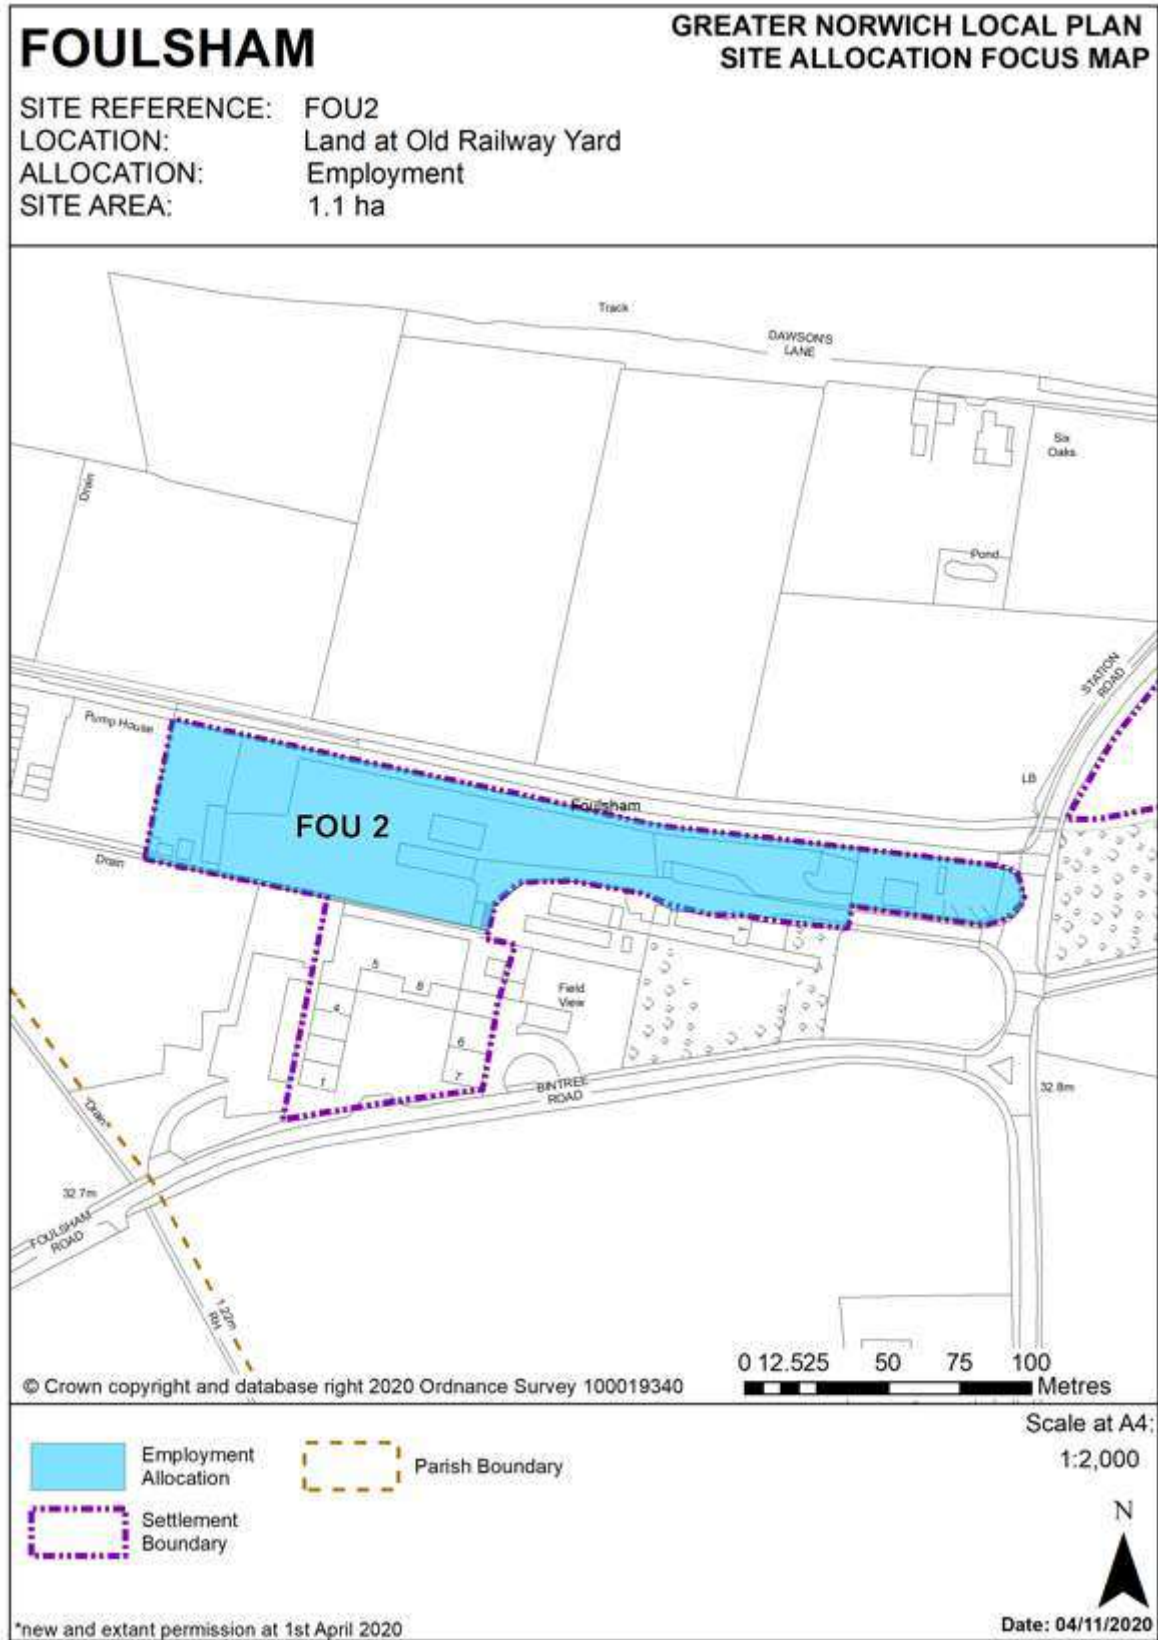 FOULSHAM
GREATER NORWICH LOCAL PLAN
SITE ALLOCATION FOCUS MAP
SITE REFERENCE: FOU2
LOCATION: Land at Old Railway Yard
ALLOCATION: Employment
SITE AREA: 1.1 ha
Track
DAWSON'S
LANE
Six
Oaks
Drain
Pond
STATION
ROAD
Pump House
LB
Foulsham
FOU 2
Drain
Field
View
5
8
4
6
1
7
BINTREE
ROAD
32.8m
Drain
32.7m
FOULSHAM
ROAD
1.22m
RH
0 12.525 50 75 100
Metres
© Crown copyright and database right 2020 Ordnance Survey 100019340
Scale at A4:
1:2,000
Employment
Allocation
Parish Boundary
Settlement
Boundary
N
*new and extant permission at 1st April 2020
Date: 04/11/2020